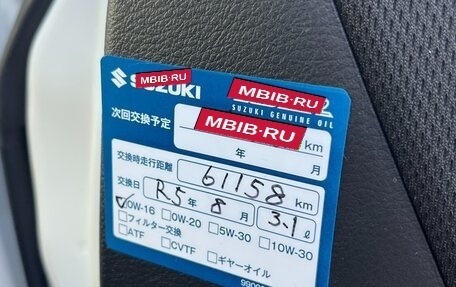 SUZUKI MBIB.RU
MBIB.RU
SUZUKI GENUINE OIL
次回交換予定 MBIB.RU km
年 月
交換時走行距離 61158 km
交換日 R.5年 8月 3.1ℓ
✓0W-16 □0W-20 □5W-30 □10W-30
□フィルター交換
□ATF □CVTF □ギヤーオイル